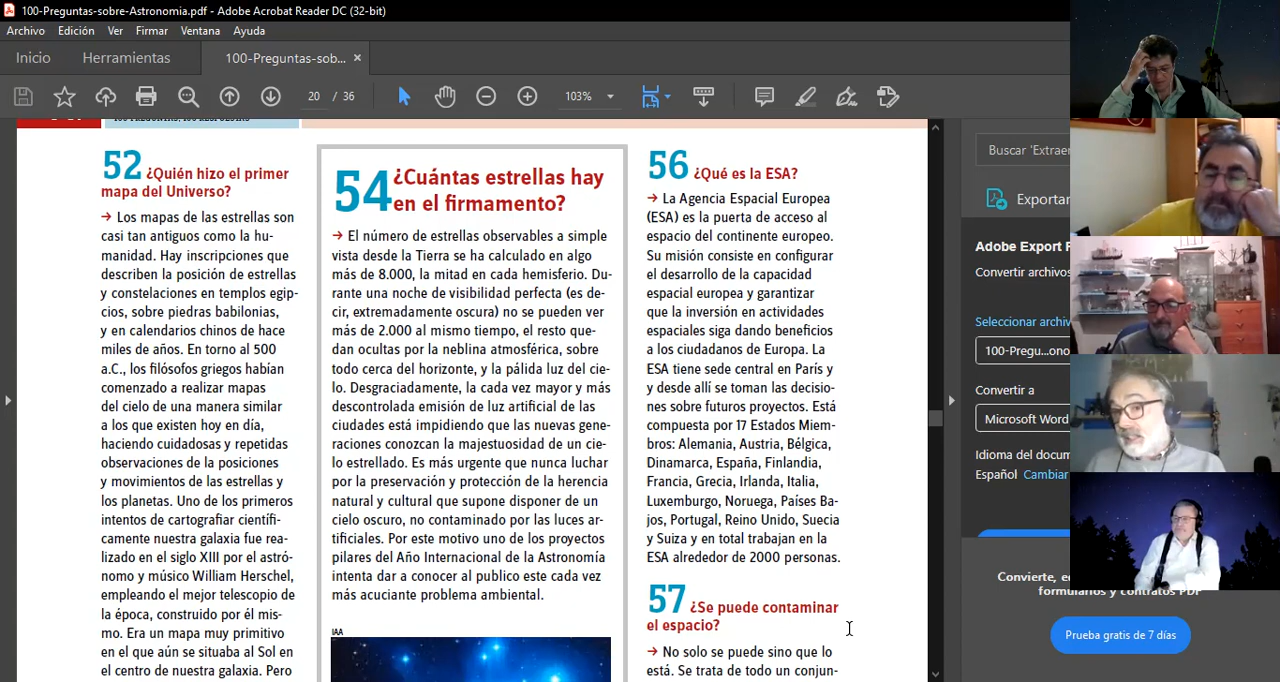 100-Preguntas-sobre-Astronomia.pdf - Adobe Acrobat Reader DC (32-bit)
Archivo Edición Ver Firmar Ventana Ayuda
Inicio Herramientas 100-Preguntas-sob... ×
20 / 36 103%
52 ¿Quién hizo el primer
mapa del Universo?
→ Los mapas de las estrellas son
casi tan antiguos como la hu-
manidad. Hay inscripciones que
describen la posición de estrellas
y constelaciones en templos egip-
cios, sobre piedras babilonias,
y en calendarios chinos de hace
miles de años. En torno al 500
a.C., los filósofos griegos habían
comenzado a realizar mapas
del cielo de una manera similar
a los que existen hoy en día,
haciendo cuidadosas y repetidas
observaciones de la posiciones
y movimientos de las estrellas y
los planetas. Uno de los primeros
intentos de cartografiar científi-
camente nuestra galaxia fue rea-
lizado en el siglo XIII por el astró-
nomo y músico William Herschel,
empleando el mejor telescopio de
la época, construido por él mis-
mo. Era un mapa muy primitivo
en el que aún se situaba al Sol en
el centro de nuestra galaxia. Pero
54 ¿Cuántas estrellas hay
en el firmamento?
→ El número de estrellas observables a simple
vista desde la Tierra se ha calculado en algo
más de 8.000, la mitad en cada hemisferio. Du-
rante una noche de visibilidad perfecta (es de-
cir, extremadamente oscura) no se pueden ver
más de 2.000 al mismo tiempo, el resto que-
dan ocultas por la neblina atmosférica, sobre
todo cerca del horizonte, y la pálida luz del cie-
lo. Desgraciadamente, la cada vez mayor y más
descontrolada emisión de luz artificial de las
ciudades está impidiendo que las nuevas gene-
raciones conozcan la majestuosidad de un cie-
lo estrellado. Es más urgente que nunca luchar
por la preservación y protección de la herencia
natural y cultural que supone disponer de un
cielo oscuro, no contaminado por las luces ar-
tificiales. Por este motivo uno de los proyectos
pilares del Año Internacional de la Astronomía
intenta dar a conocer al publico este cada vez
más acuciante problema ambiental.
IAA
56 ¿Qué es la ESA?
→ La Agencia Espacial Europea
(ESA) es la puerta de acceso al
espacio del continente europeo.
Su misión consiste en configurar
el desarrollo de la capacidad
espacial europea y garantizar
que la inversión en actividades
espaciales siga dando beneficios
a los ciudadanos de Europa. La
ESA tiene sede central en París y
y desde allí se toman las decisio-
nes sobre futuros proyectos. Está
compuesta por 17 Estados Miem-
bros: Alemania, Austria, Bélgica,
Dinamarca, España, Finlandia,
Francia, Grecia, Irlanda, Italia,
Luxemburgo, Noruega, Países Ba-
jos, Portugal, Reino Unido, Suecia
y Suiza y en total trabajan en la
ESA alrededor de 2000 personas.
57 ¿Se puede contaminar
el espacio?
→ No solo se puede sino que lo
está. Se trata de todo un conjun-
Buscar 'Extraer
Exportar
Adobe Export P
Convertir archivos
Seleccionar archiv
100-Pregu...ono
Convertir a
Microsoft Word
Idioma del docum
Español Cambiar
Convierte, e
formularios y contratos PDF
Prueba gratis de 7 días